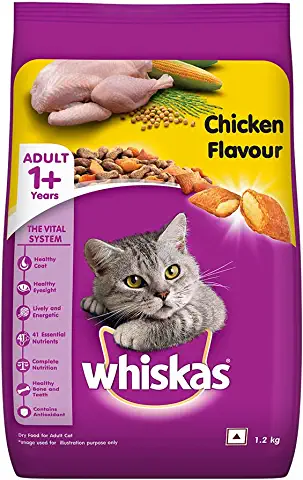 Chicken
Flavour
ADULT
1+
Years
THE VITAL
SYSTEM
Healthy
Coat
Healthy
Eyesight
Lively and
Energetic
41 Essential
Nutrients
Complete
Nutrition
Healthy
Bone and
Teeth
Contains
Antioxidant
whiskas
Dry Food for Adult Cat
*Image used for illustration purpose only
1.2 kg